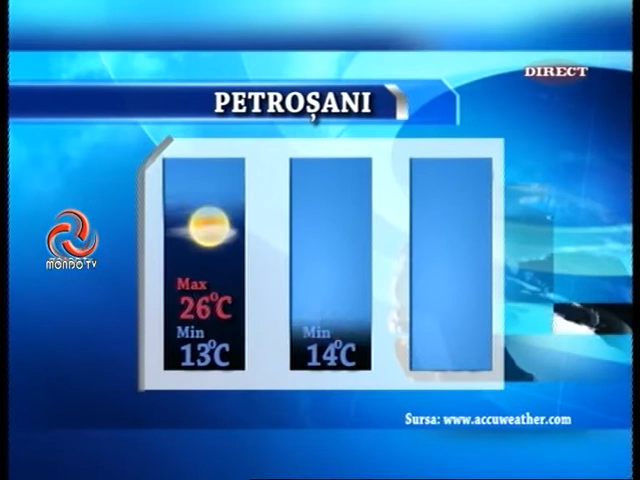 DIRECT
PETROȘANI
MONDO TV
Max
26°C
Min
13°C
Min
14°C
Sursa: www.accuweather.com